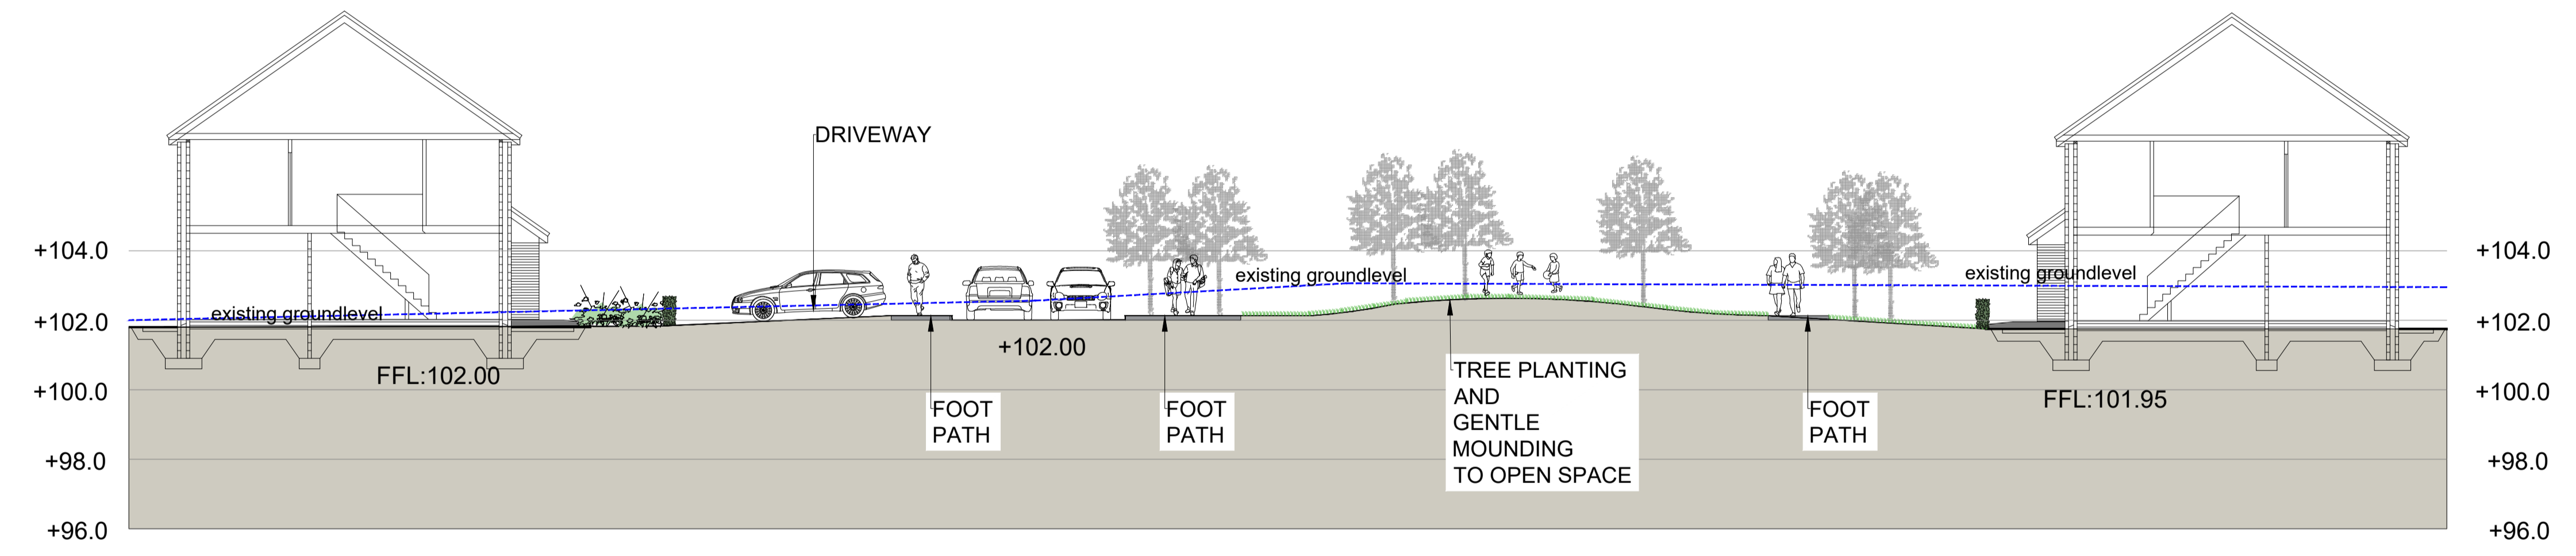 DRIVEWAY
+104.0
+104.0
existing groundlevel
existing groundlevel
existing groundlevel
+102.0
+102.0
+102.00
FFL:102.00
TREE PLANTING
AND
GENTLE
MOUNDING
TO OPEN SPACE
+100.0
+100.0
FFL:101.95
FOOT
PATH
FOOT
PATH
FOOT
PATH
+98.0
+98.0
+96.0
+96.0